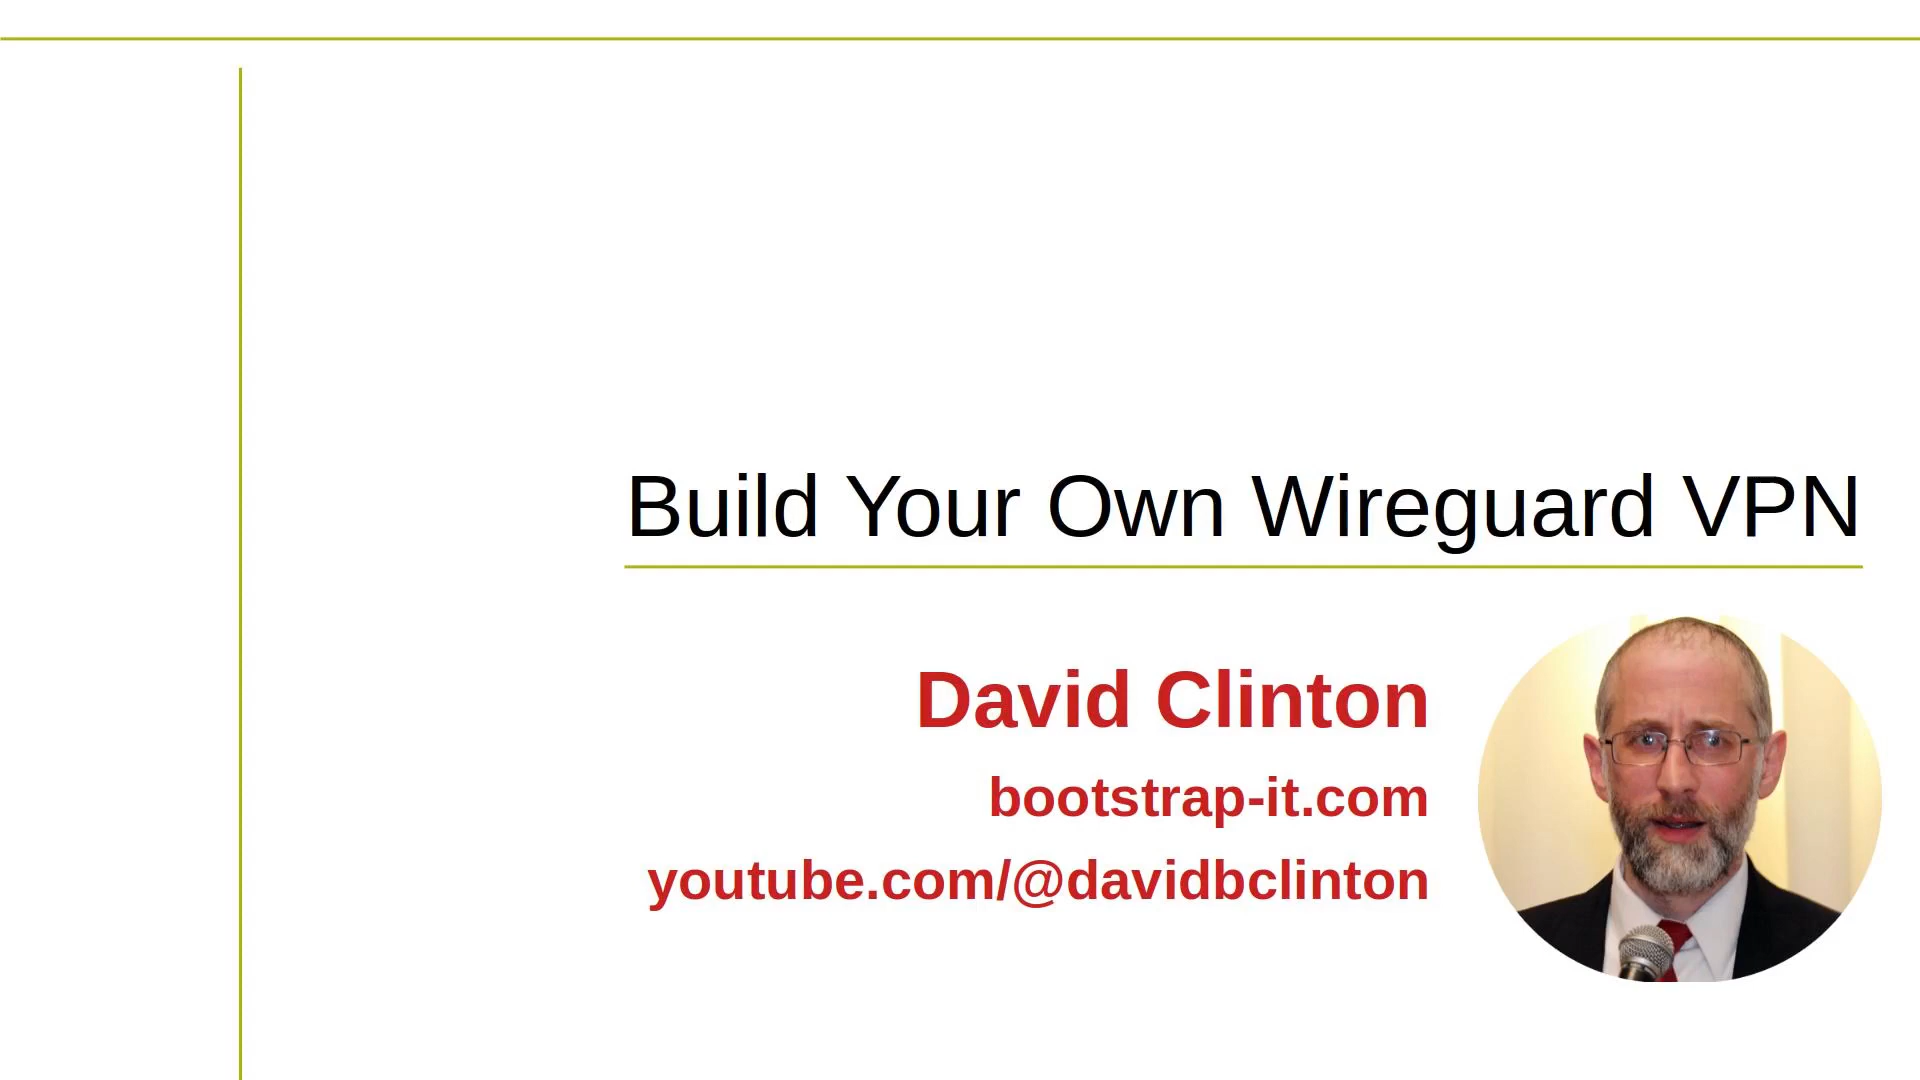 Build Your Own Wireguard VPN
David Clinton
bootstrap-it.com
youtube.com/@davidbclinton